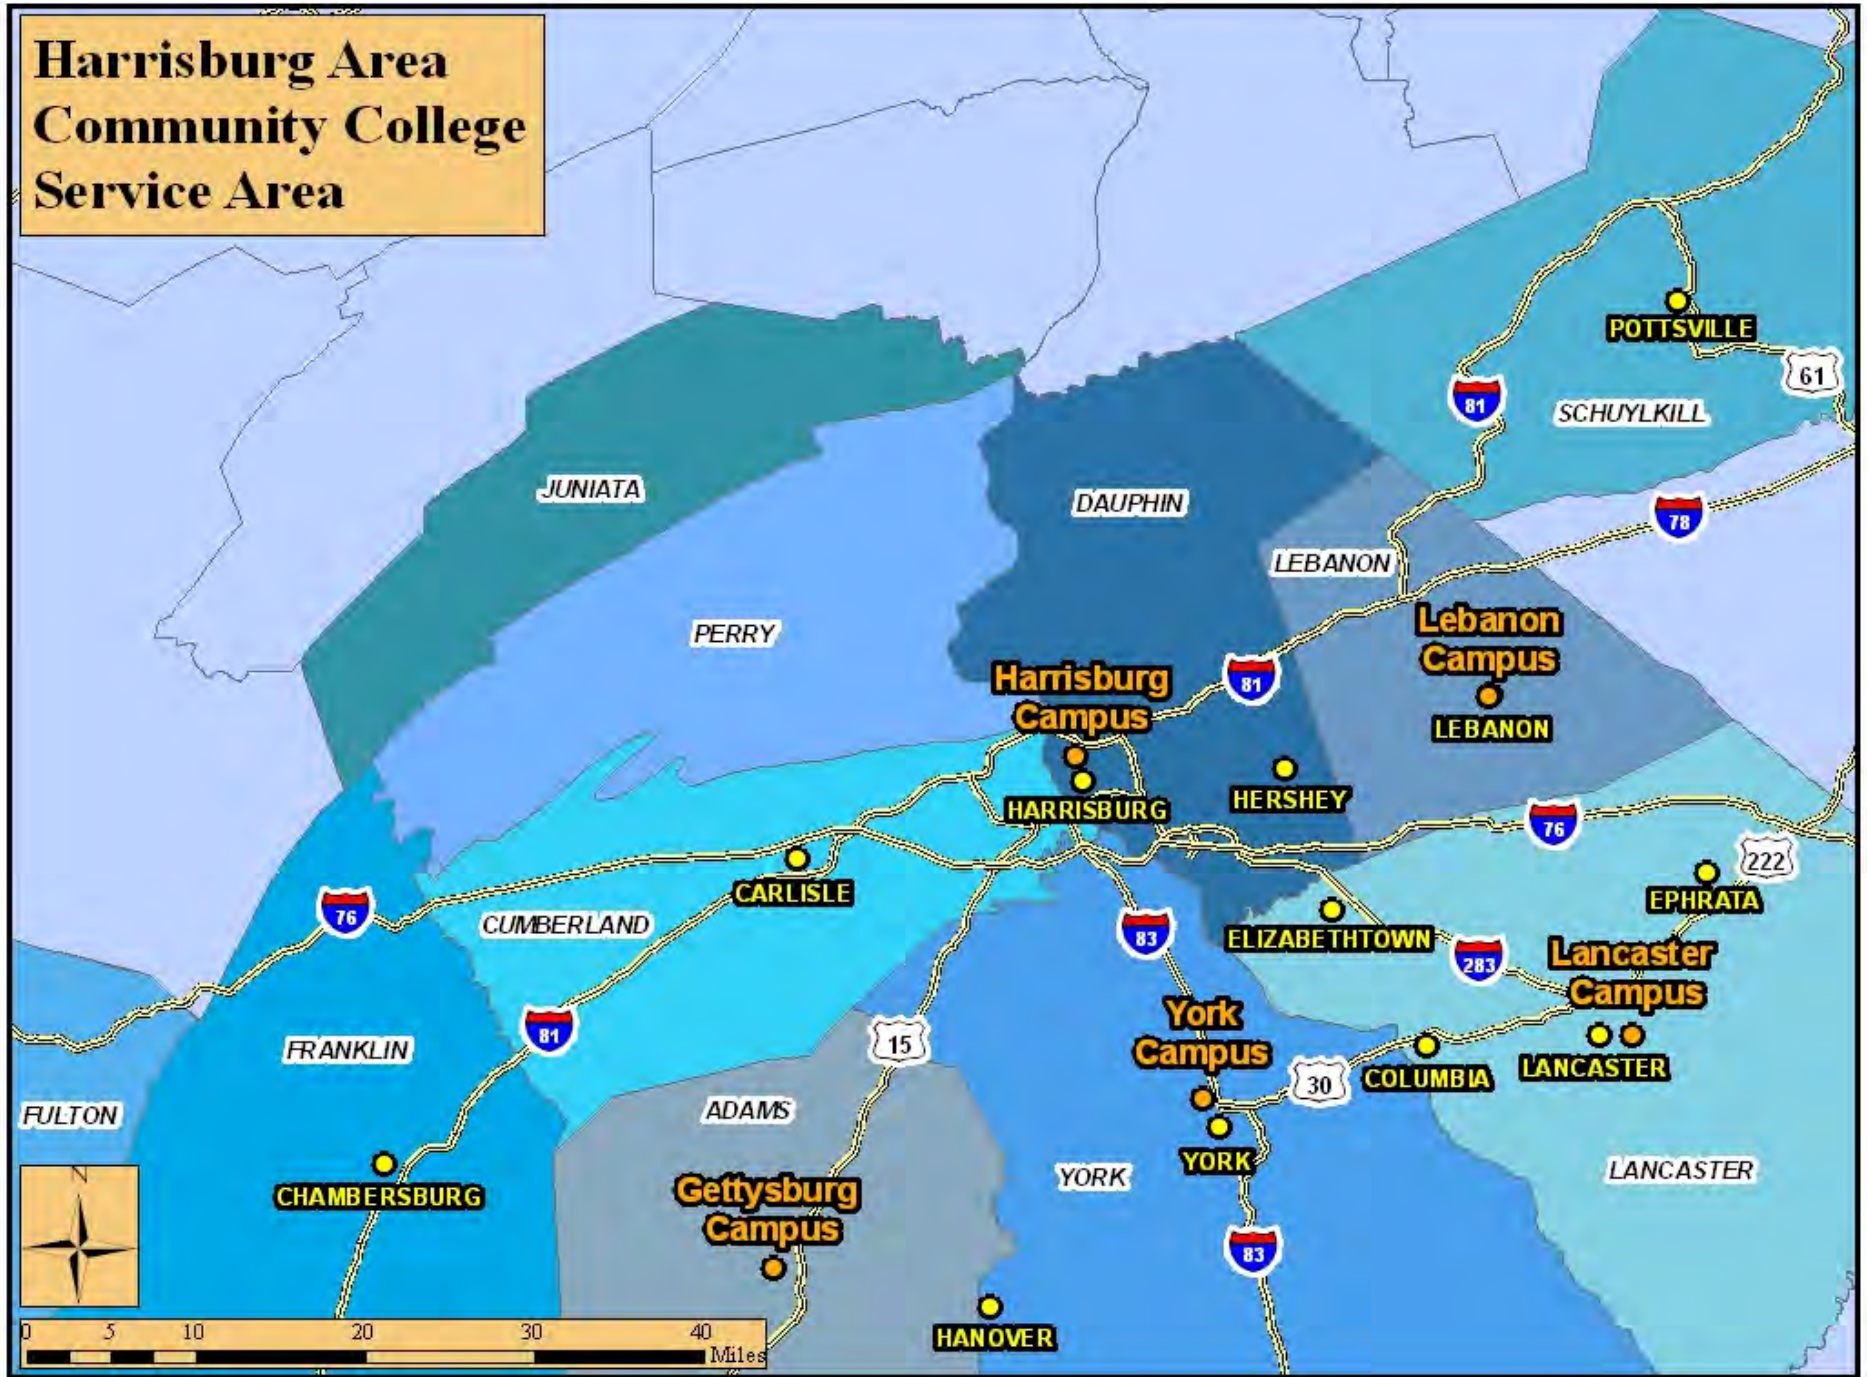 Harrisburg Area
Community College
Service Area
POTTSVILLE
61
81
SCHUYLKILL
JUNIATA
DAUPHIN
78
LEBANON
PERRY
Lebanon
Campus
LEBANON
Harrisburg
Campus
81
HARRISBURG
HERSHEY
76
222
CARLISLE
EPHRATA
76
CUMBERLAND
83
ELIZABETHTOWN
283
Lancaster
Campus
81
FRANKLIN
15
York
Campus
30
COLUMBIA
LANCASTER
FULTON
ADAMS
YORK
YORK
LANCASTER
CHAMBERSBURG
Gettysburg
Campus
83
HANOVER
N
0 5 10 20 30 40
Miles